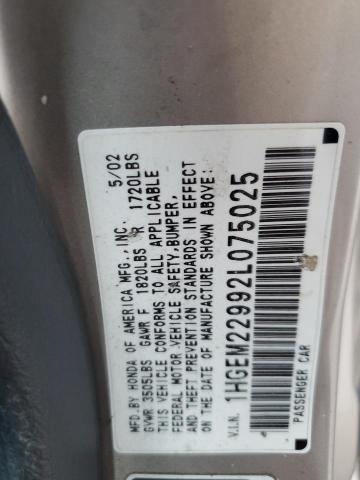 MFD.BY HONDA OF AMERICA MFG.,INC. 5/02
GVWR 3505LBS GAWR F 1820LBS R 1720LBS
THIS VEHICLE CONFORMS TO ALL APPLICABLE
FEDERAL MOTOR VEHICLE SAFETY,BUMPER,
AND THEFT PREVENTION STANDARDS IN EFFECT
ON THE DATE OF MANUFACTURE SHOWN ABOVE.
V.I.N. 1HGEM22992L075025
PASSENGER CAR